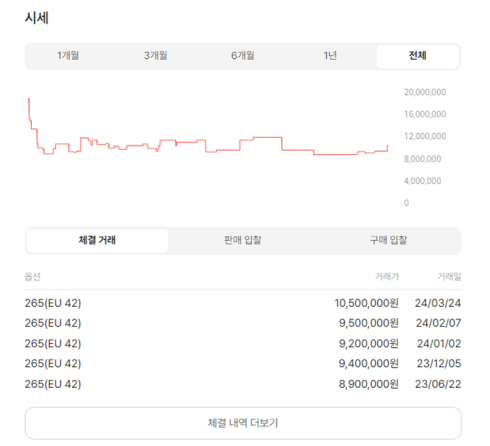 시세
1개월 3개월 6개월 1년 전체
20,000,000
16,000,000
12,000,000
8,000,000
4,000,000
0
체결 거래 판매 입찰 구매 입찰
옵션 거래가 거래일
265(EU 42) 10,500,000원 24/03/24
265(EU 42) 9,500,000원 24/02/07
265(EU 42) 9,200,000원 24/01/02
265(EU 42) 9,400,000원 23/12/05
265(EU 42) 8,900,000원 23/06/22
체결 내역 더보기